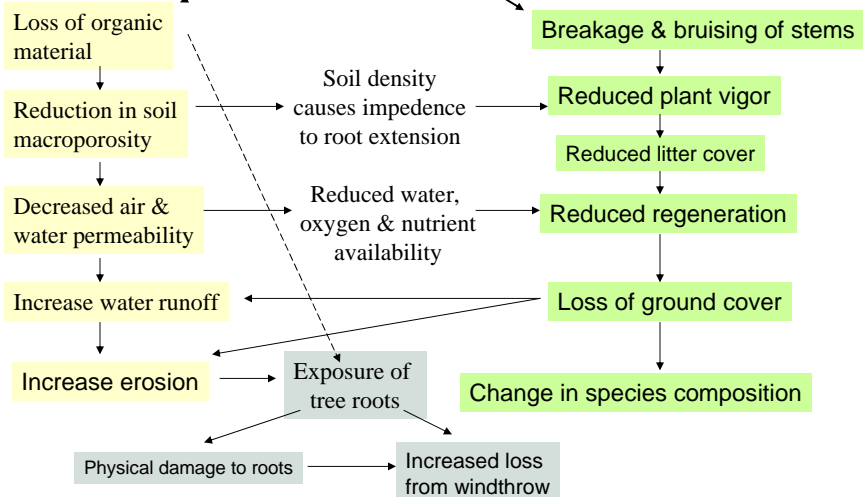 Loss of organic
material
Breakage & bruising of stems
Reduction in soil
macroporosity
Soil density
causes impedence
to root extension
Reduced plant vigor
Reduced litter cover
Decreased air &
water permeability
Reduced water,
oxygen & nutrient
availability
Reduced regeneration
Increase water runoff
Loss of ground cover
Increase erosion
Exposure of
tree roots
Change in species composition
Physical damage to roots
Increased loss
from windthrow